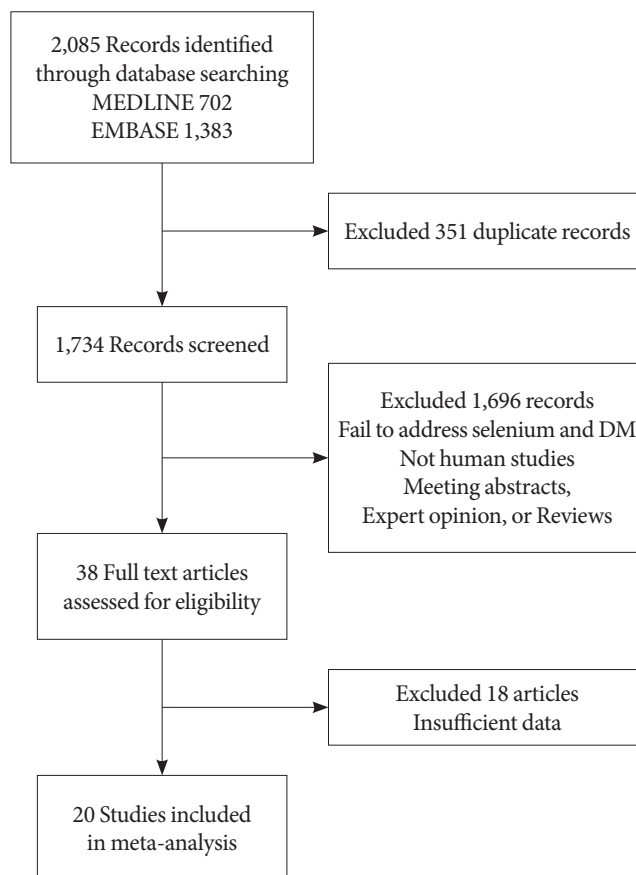 2,085 Records identified
through database searching
MEDLINE 702
EMBASE 1,383
Excluded 351 duplicate records
1,734 Records screened
Excluded 1,696 records
Fail to address selenium and DM
Not human studies
Meeting abstracts,
Expert opinion, or Reviews
38 Full text articles
assessed for eligibility
Excluded 18 articles
Insufficient data
20 Studies included
in meta-analysis